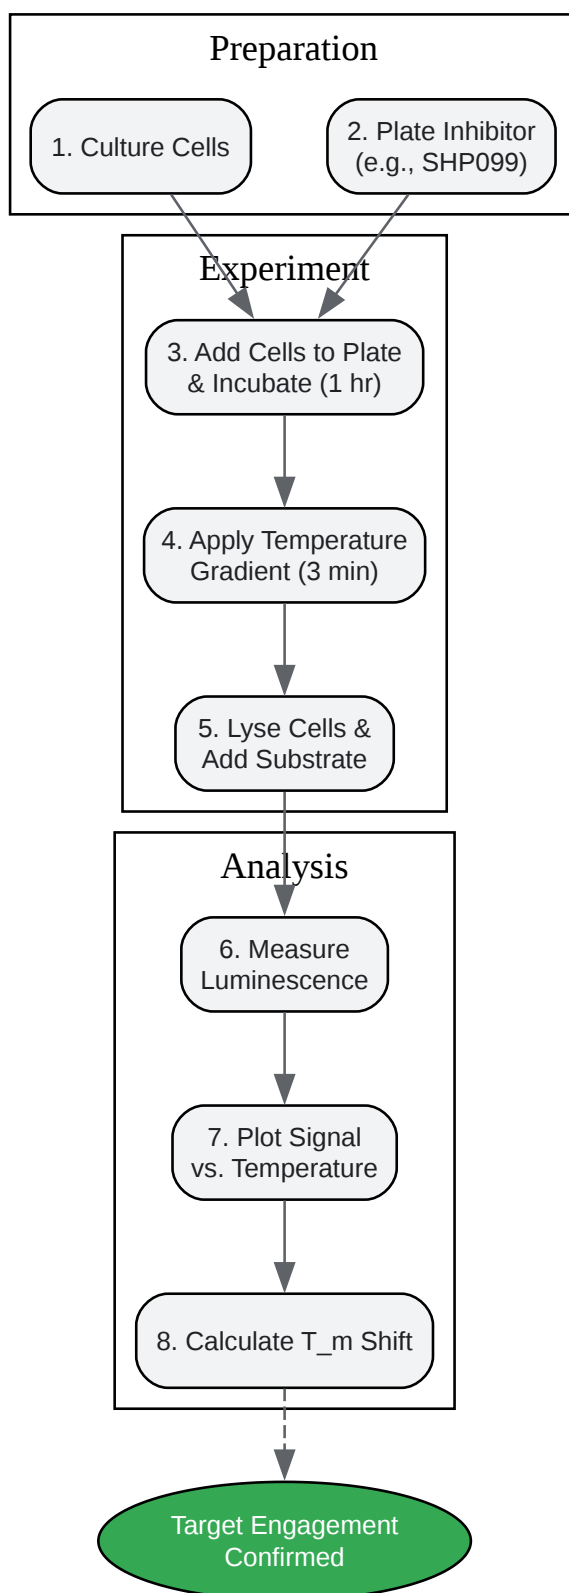 Preparation
1. Culture Cells
2. Plate Inhibitor
(e.g., SHP099)
Experiment
3. Add Cells to Plate
& Incubate (1 hr)
4. Apply Temperature
Gradient (3 min)
5. Lyse Cells &
Add Substrate
Analysis
6. Measure
Luminescence
7. Plot Signal
vs. Temperature
8. Calculate T_m Shift
Target Engagement
Confirmed